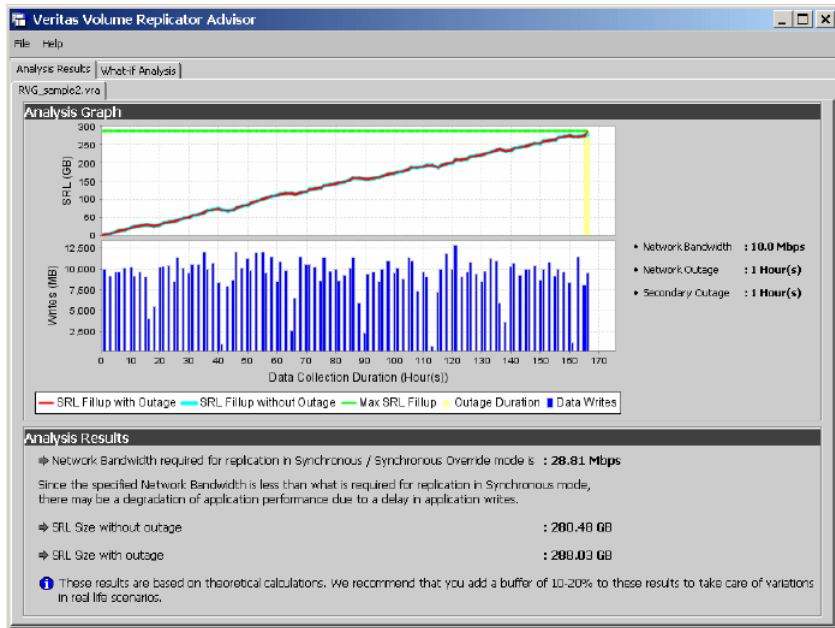 Veritas Volume Replicator Advisor
File Help
Analysis Results What-if Analysis
RVG_sample2.vra
Analysis Graph
300
250
200
150
100
50
0
SRL (GB)
12,500
10,000
7,500
5,000
2,500
Writes (MB)
0 10 20 30 40 50 60 70 80 90 100 110 120 130 140 150 160 170
Data Collection Duration (Hour(s))
• Network Bandwidth : 10.0 Mbps
• Network Outage : 1 Hour(s)
• Secondary Outage : 1 Hour(s)
SRL Fillup with Outage SRL Fillup without Outage Max SRL Fillup Outage Duration Data Writes
Analysis Results
Network Bandwidth required for replication in Synchronous / Synchronous Override mode is : 28.81 Mbps
Since the specified Network Bandwidth is less than what is required for replication in Synchronous mode,
there may be a degradation of application performance due to a delay in application writes.
SRL Size without outage : 280.48 GB
SRL Size with outage : 288.03 GB
These results are based on theoretical calculations. We recommend that you add a buffer of 10-20% to these results to take care of variations
in real life scenarios.